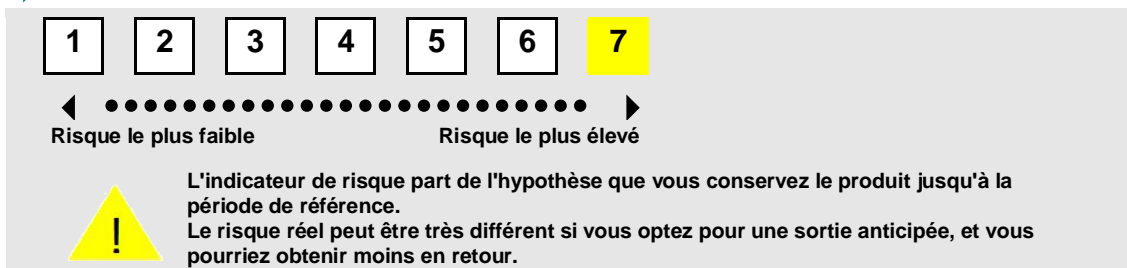 1 2 3 4 5 6 7
Risque le plus faible Risque le plus élevé
L'indicateur de risque part de l'hypothèse que vous conservez le produit jusqu'à la
période de référence.
Le risque réel peut être très différent si vous optez pour une sortie anticipée, et vous
pourriez obtenir moins en retour.
!